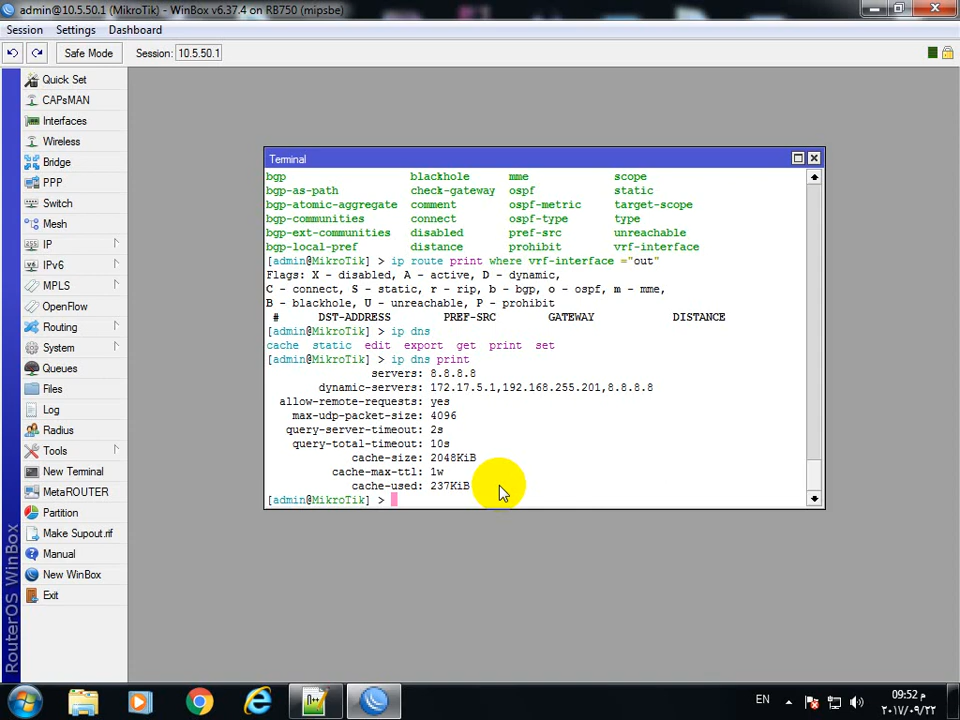 admin@10.5.50.1 (MikroTik) - WinBox v6.37.4 on RB750 (mipsbe)
Session Settings Dashboard
Safe Mode Session: 10.5.50.1
Quick Set
CAPsMAN
Interfaces
Wireless
Bridge
PPP
Switch
Mesh
IP
IPv6
MPLS
OpenFlow
Routing
System
Queues
Files
Log
Radius
Tools
New Terminal
MetaROUTER
Partition
Make Supout.rif
Manual
New WinBox
Exit
RouterOS WinBox
Terminal
bgp blackhole mme scope
bgp-as-path check-gateway ospf static
bgp-atomic-aggregate comment ospf-metric target-scope
bgp-communities connect ospf-type type
bgp-ext-communities disabled pref-src unreachable
bgp-local-pref distance prohibit vrf-interface
[admin@MikroTik] > ip route print where vrf-interface ="out"
Flags: X - disabled, A - active, D - dynamic,
C - connect, S - static, r - rip, b - bgp, o - ospf, m - mme,
B - blackhole, U - unreachable, P - prohibit
# DST-ADDRESS PREF-SRC GATEWAY DISTANCE
[admin@MikroTik] > ip dns
cache static edit export get print set
[admin@MikroTik] > ip dns print
servers: 8.8.8.8
dynamic-servers: 172.17.5.1,192.168.255.201,8.8.8.8
allow-remote-requests: yes
max-udp-packet-size: 4096
query-server-timeout: 2s
query-total-timeout: 10s
cache-size: 2048KiB
cache-max-ttl: 1w
cache-used: 237KiB
[admin@MikroTik] >
EN
09:52 م
٢٠١٧/٠٩/٢٢